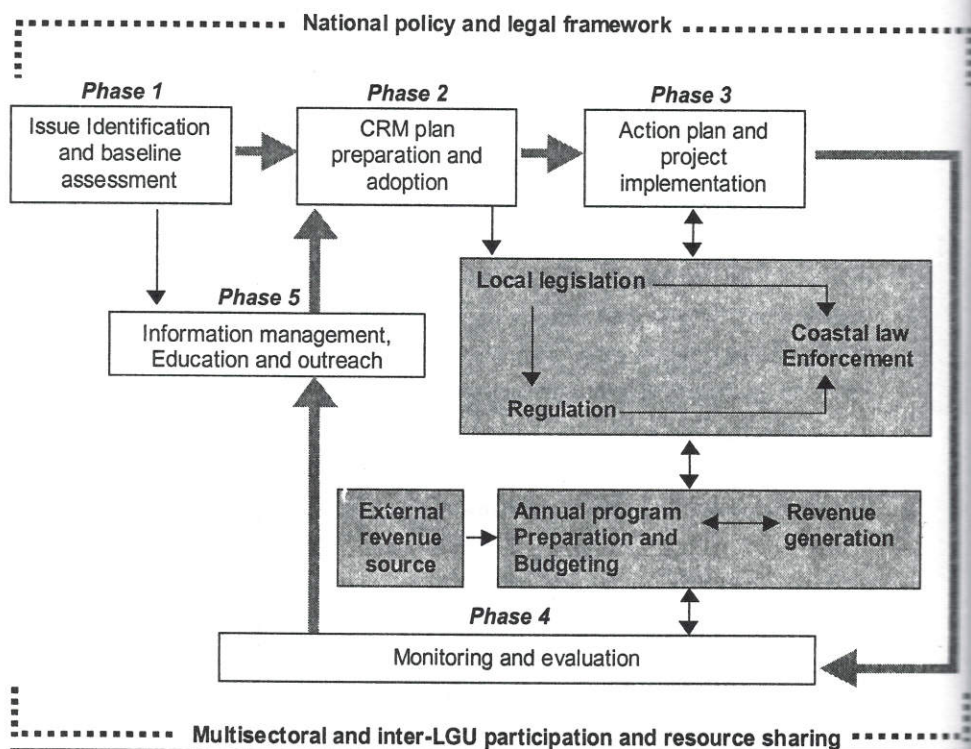 National policy and legal framework
Phase 1
Issue Identification
and baseline
assessment
Phase 2
CRM plan
preparation and
adoption
Phase 3
Action plan and
project
implementation
Local legislation
Coastal law
Enforcement
Regulation
Phase 5
Information management,
Education and outreach
External
revenue
source
Annual program
Preparation and
Budgeting
Revenue
generation
Phase 4
Monitoring and evaluation
Multisectoral and inter-LGU participation and resource sharing